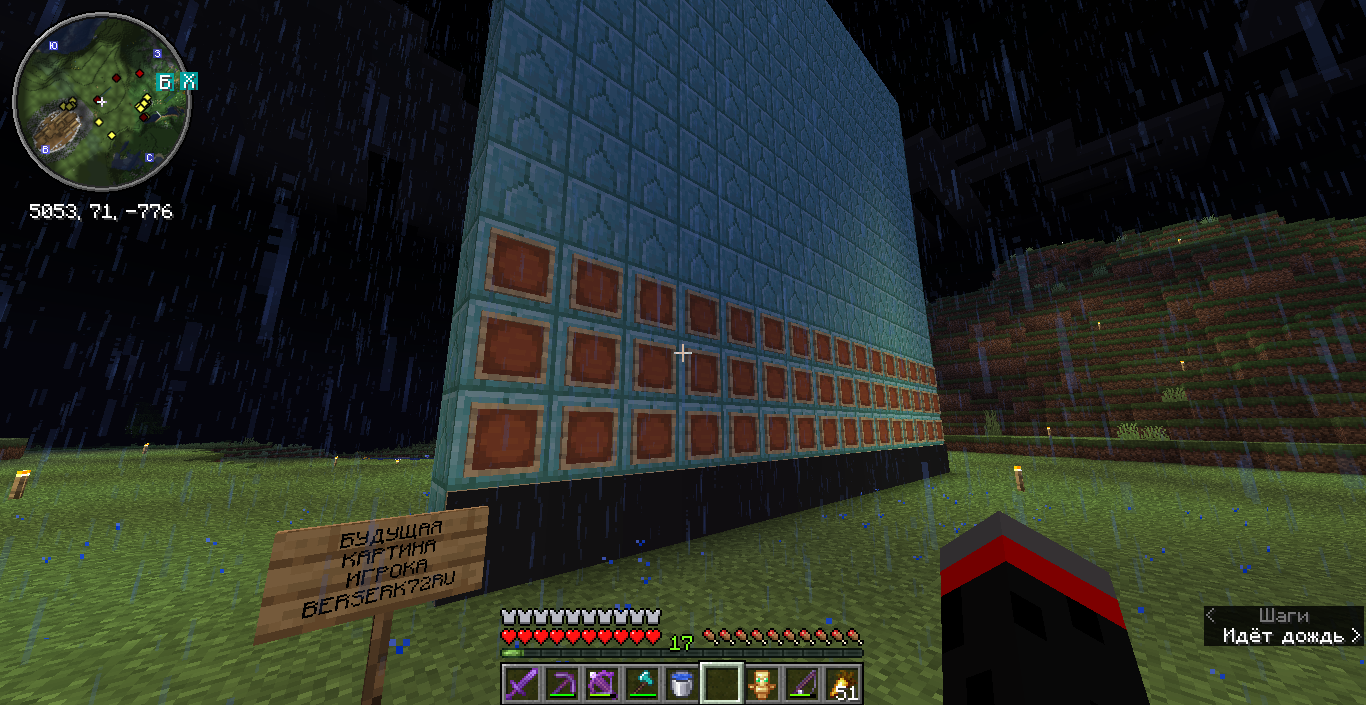 Ю
З
Б Х
В
С
5053, 71, -776
БУДУЩАЯ
КАРТИНА
ИГРОКА
BERSERK72RU
17
51
< Шаги
Идёт дождь >